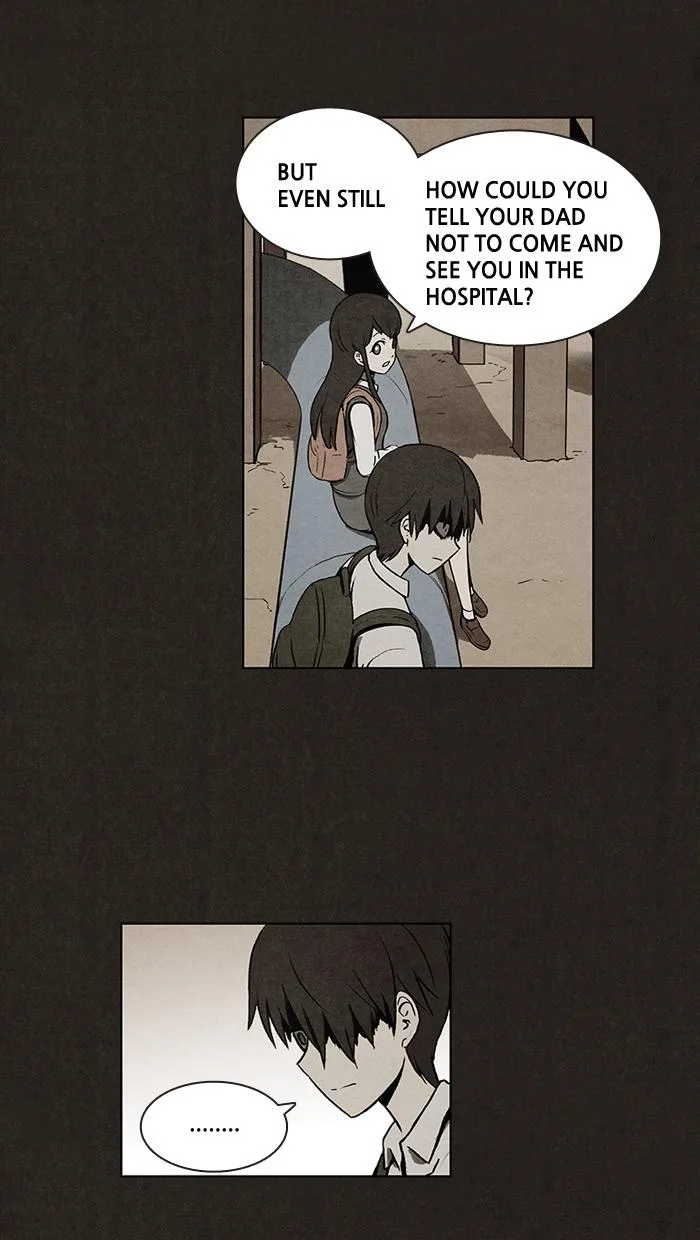 BUT
EVEN STILL
HOW COULD YOU
TELL YOUR DAD
NOT TO COME AND
SEE YOU IN THE
HOSPITAL?
........